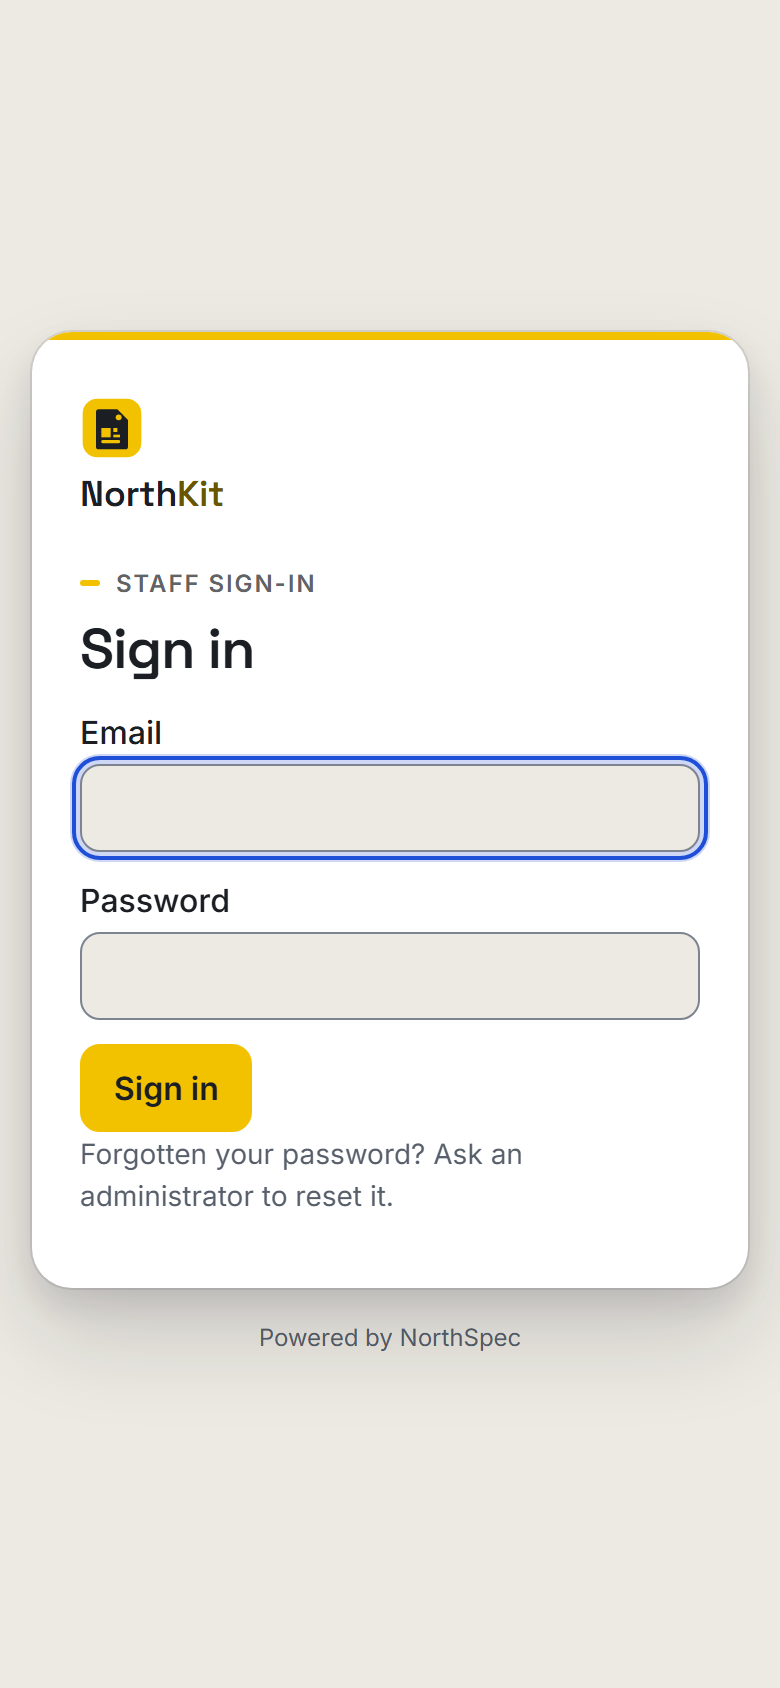 NorthKit
STAFF SIGN-IN
Sign in
Email
Password
Sign in
Forgotten your password? Ask an
administrator to reset it.
Powered by NorthSpec